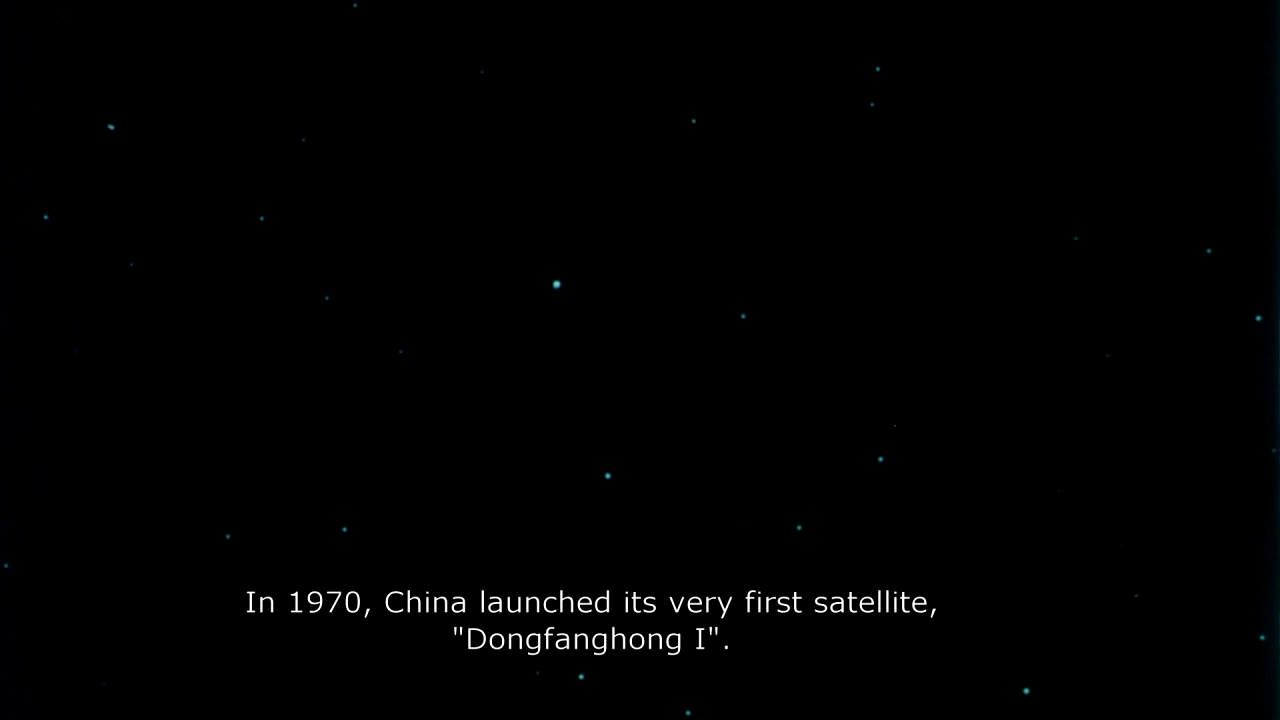 In 1970, China launched its very first satellite,
"Dongfanghong I".